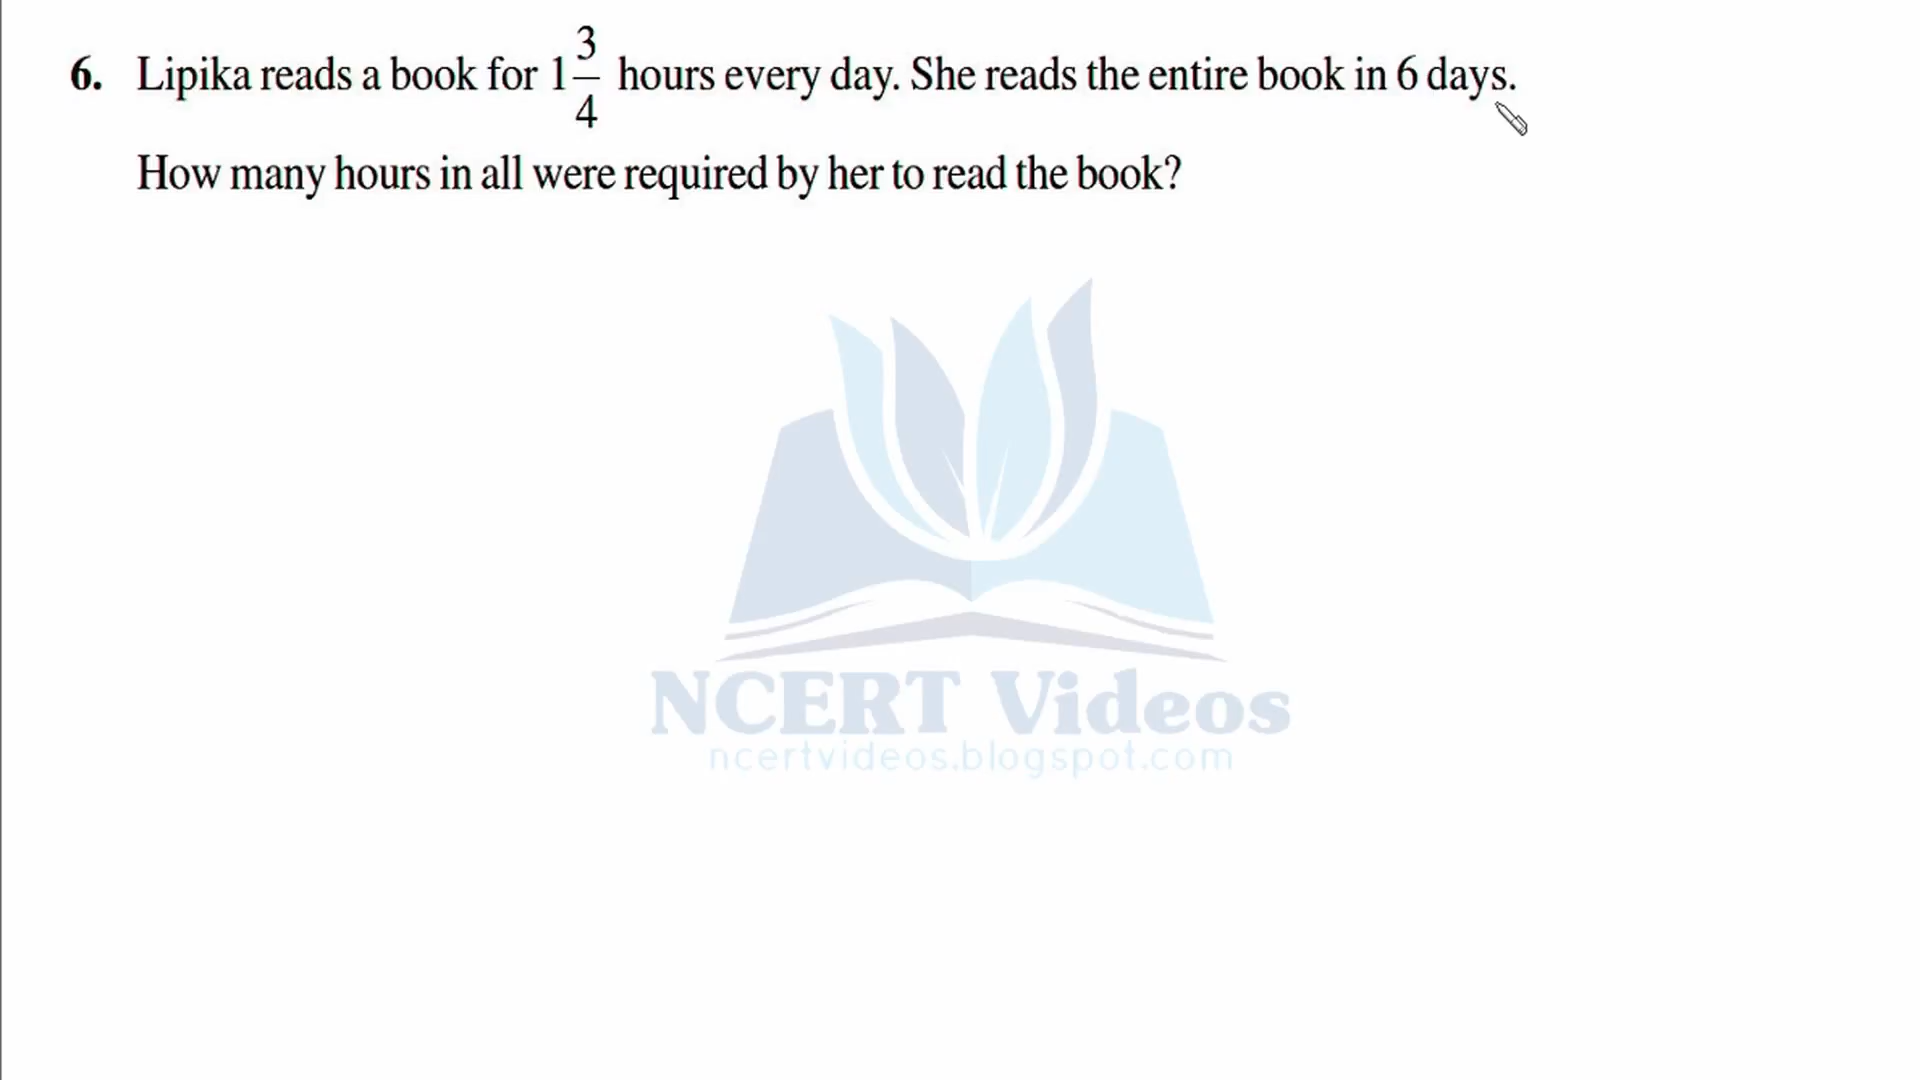 6. Lipika reads a book for 1 3/4 hours every day. She reads the entire book in 6 days.
How many hours in all were required by her to read the book?
NCERT Videos
ncertvideos.blogspot.com